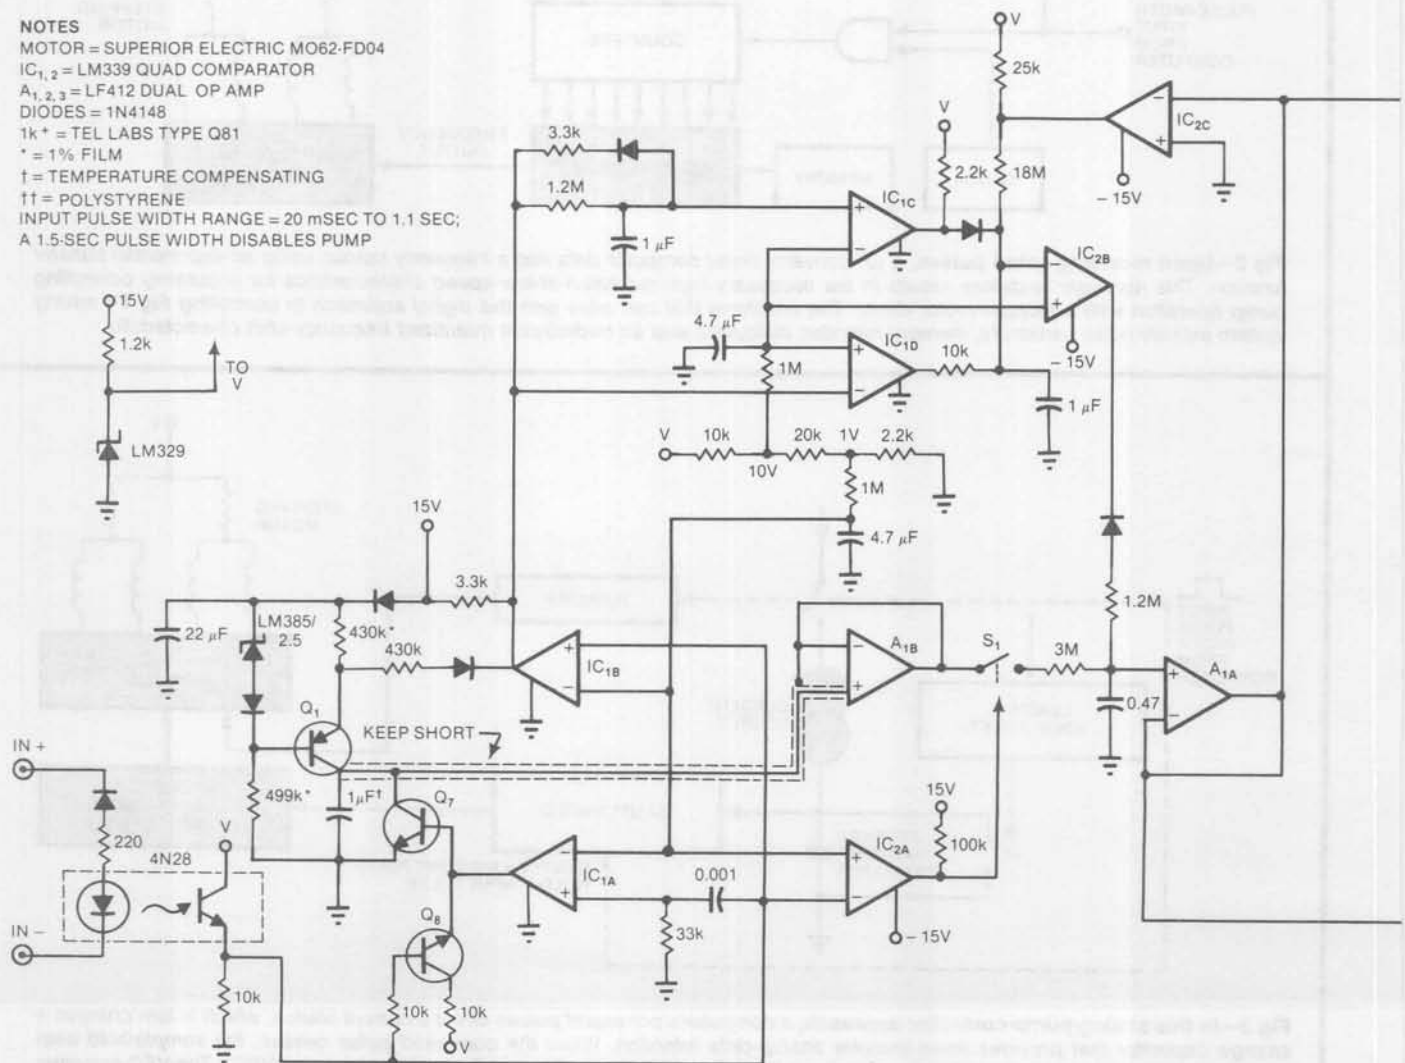 NOTES
MOTOR = SUPERIOR ELECTRIC MO62-FD04
IC1, 2 = LM339 QUAD COMPARATOR
A1, 2, 3 = LF412 DUAL OP AMP
DIODES = 1N4148
1k+ = TEL LABS TYPE Q81
* = 1% FILM
† = TEMPERATURE COMPENSATING
†† = POLYSTYRENE
INPUT PULSE WIDTH RANGE = 20 mSEC TO 1.1 SEC;
A 1.5-SEC PULSE WIDTH DISABLES PUMP
V
25k
IC2C
− +
− 15V
3.3k
1.2M
1 µF
V
2.2k
18M
IC1C
+ −
IC2B
− +
− 15V
4.7 µF
1M
IC1D
+ −
10k
1 µF
15V
1.2k
TO
V
LM329
V
10k
10V
20k
1V
2.2k
1M
4.7 µF
15V
3.3k
22 µF
LM385/
2.5
430k*
430k
IC1B
+ −
A1B
− +
S1
3M
1.2M
0.47
A1A
+ −
Q1
KEEP SHORT
499k*
1µF†
Q7
IN +
220
4N28
V
IN −
10k
IC1A
− +
0.001
33k
IC2A
+ −
− 15V
15V
100k
Q8
10k
10k
V